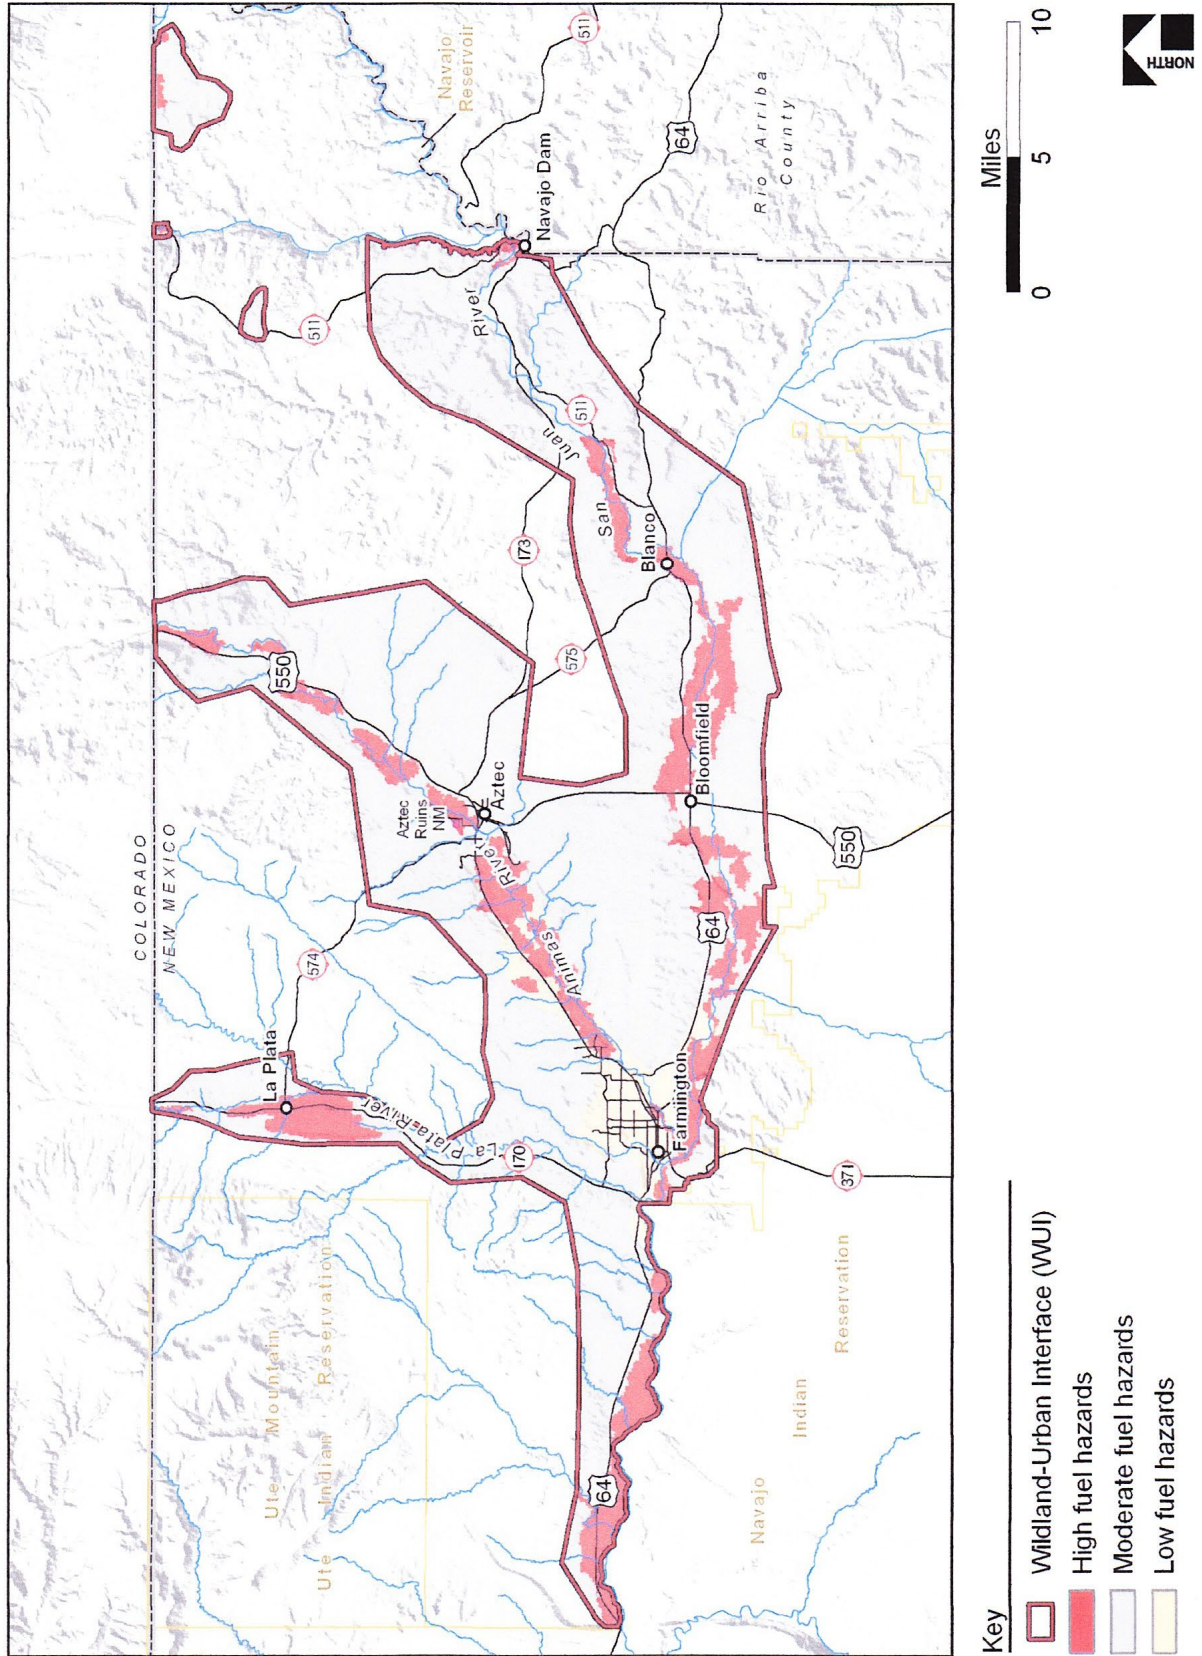 COLORADO
NEW MEXICO
Ute Mountain
Ute Indian Reservation
La Plata
574
550
511
Navajo
Reservoir
511
La Plata River
170
Aztec
Ruins
NM
Aztec
173
River
Navajo Dam
Animas River
575
511
San Juan
64
Farmington
64
Bloomfield
Blanco
64
Rio Arriba
County
Navajo
Indian
Reservation
371
550
Key
Wildland-Urban Interface (WUI)
High fuel hazards
Moderate fuel hazards
Low fuel hazards
Miles
0
5
10
NORTH